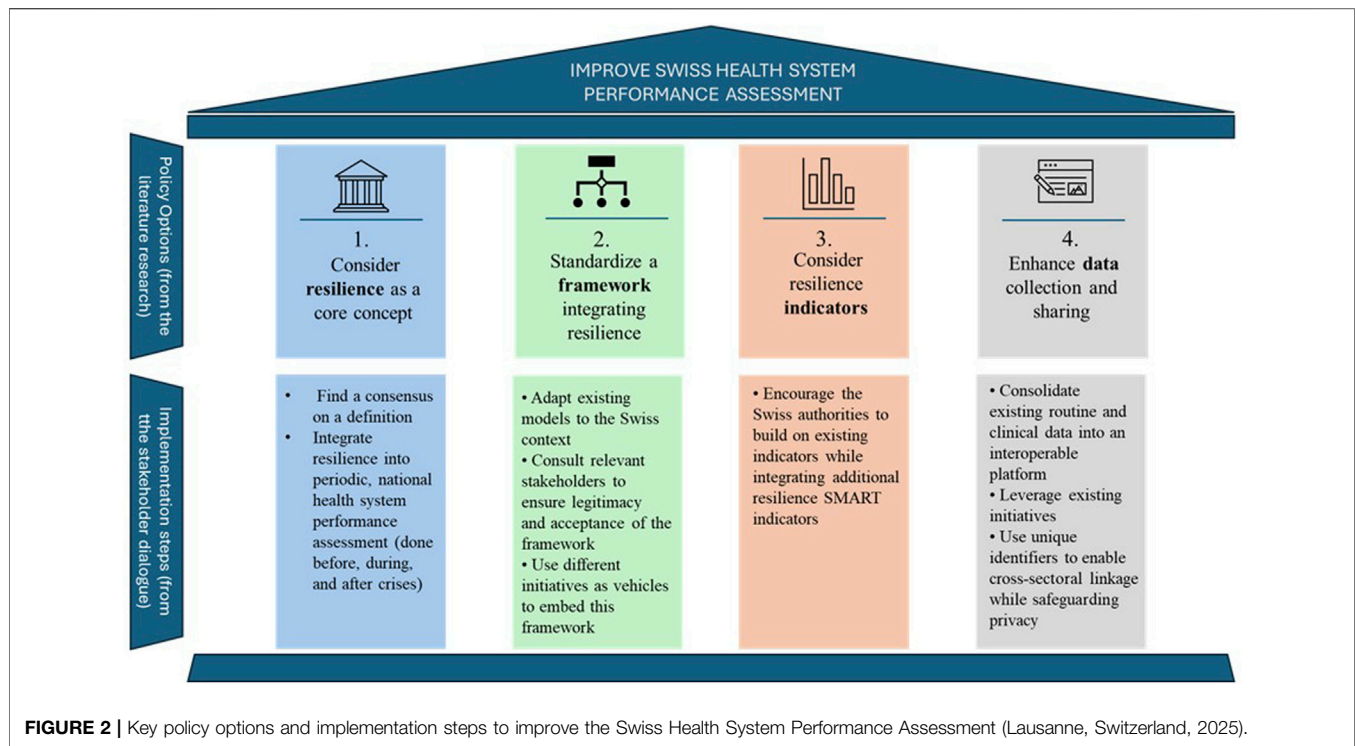 IMPROVE SWISS HEALTH SYSTEM
PERFORMANCE ASSESSMENT
Policy Options (from the
literature research)
1.
Consider
resilience as a
core concept
2.
Standardize a
framework
integrating
resilience
3.
Consider
resilience
indicators
4.
Enhance data
collection and
sharing
Implementation steps (from
tthe stakeholder dialogue)
• Find a consensus
on a definition
• Integrate
resilience into
periodic, national
health system
performance
assessment (done
before, during,
and after crises)
• Adapt existing
models to the Swiss
context
• Consult relevant
stakeholders to
ensure legitimacy
and acceptance of the
framework
• Use different
initiatives as vehicles
to embed this
framework
• Encourage the
Swiss authorities to
build on existing
indicators while
integrating additional
resilience SMART
indicators
• Consolidate
existing routine and
clinical data into an
interoperable
platform
• Leverage existing
initiatives
• Use unique
identifiers to enable
cross-sectoral linkage
while safeguarding
privacy
FIGURE 2 | Key policy options and implementation steps to improve the Swiss Health System Performance Assessment (Lausanne, Switzerland, 2025).